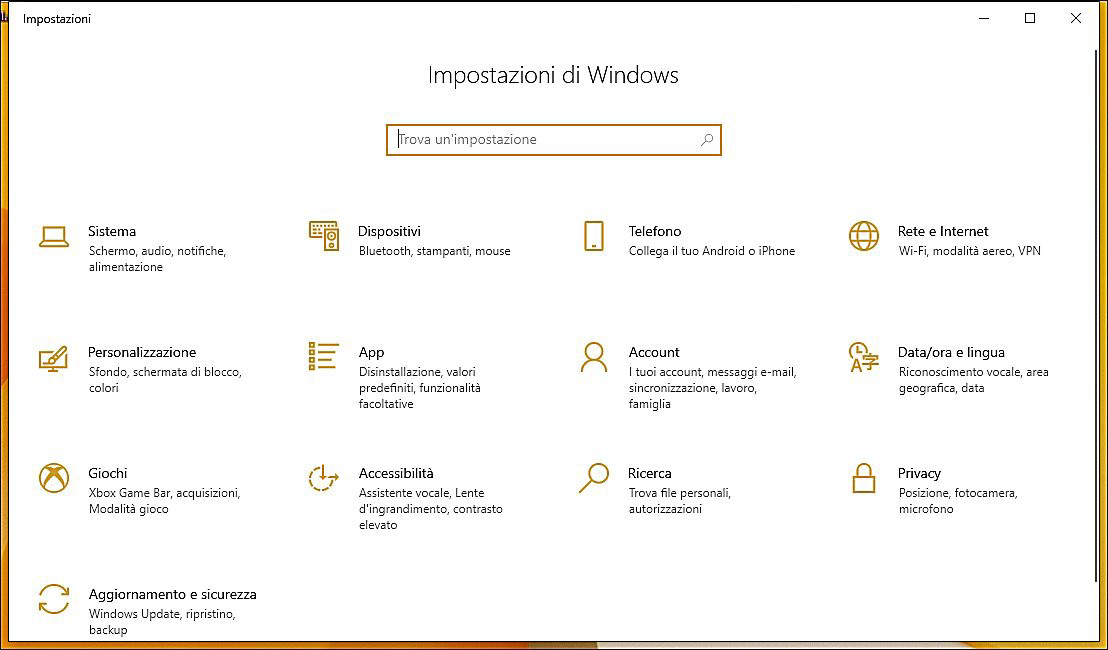 Impostazioni
Impostazioni di Windows
Trova un'impostazione
Sistema
Schermo, audio, notifiche,
alimentazione
Dispositivi
Bluetooth, stampanti, mouse
Telefono
Collega il tuo Android o iPhone
Rete e Internet
Wi-Fi, modalità aereo, VPN
Personalizzazione
Sfondo, schermata di blocco,
colori
App
Disinstallazione, valori
predefiniti, funzionalità
facoltative
Account
I tuoi account, messaggi e-mail,
sincronizzazione, lavoro,
famiglia
Data/ora e lingua
Riconoscimento vocale, area
geografica, data
Giochi
Xbox Game Bar, acquisizioni,
Modalità gioco
Accessibilità
Assistente vocale, Lente
d'ingrandimento, contrasto
elevato
Ricerca
Trova file personali,
autorizzazioni
Privacy
Posizione, fotocamera,
microfono
Aggiornamento e sicurezza
Windows Update, ripristino,
backup